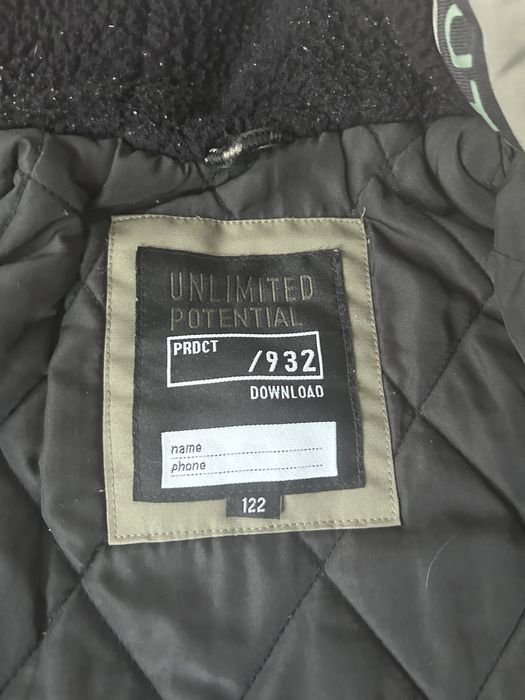 UNLIMITED
POTENTIAL
PRDCT
/932
DOWNLOAD
name
phone
122